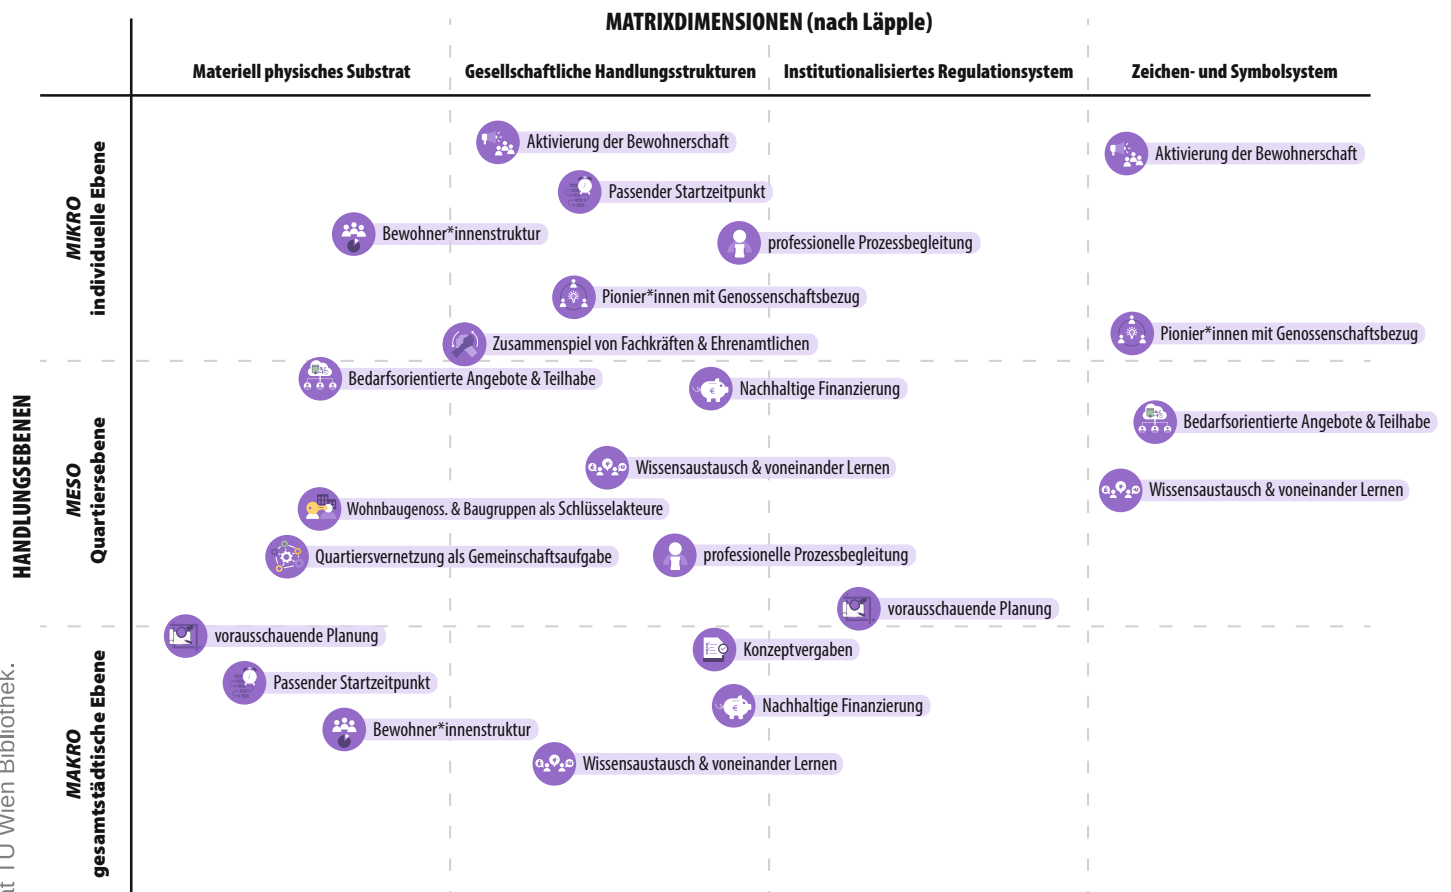 MATRIXDIMENSIONEN (nach Läpple)
Materiell physisches Substrat
Gesellschaftliche Handlungsstrukturen
Institutionalisiertes Regulationsystem
Zeichen- und Symbolsystem
HANDLUNGSEBENEN
MIKRO
individuelle Ebene
Aktivierung der Bewohnerschaft
Aktivierung der Bewohnerschaft
Passender Startzeitpunkt
Bewohner*innenstruktur
professionelle Prozessbegleitung
Pionier*innen mit Genossenschaftsbezug
Pionier*innen mit Genossenschaftsbezug
Zusammenspiel von Fachkräften & Ehrenamtlichen
MESO
Quartiersebene
Bedarfsorientierte Angebote & Teilhabe
Nachhaltige Finanzierung
Bedarfsorientierte Angebote & Teilhabe
Wissensaustausch & voneinander Lernen
Wissensaustausch & voneinander Lernen
Wohnbaugenoss. & Baugruppen als Schlüsselakteure
Quartiersvernetzung als Gemeinschaftsaufgabe
professionelle Prozessbegleitung
vorausschauende Planung
MAKRO
gesamtstädtische Ebene
vorausschauende Planung
Konzeptvergaben
Passender Startzeitpunkt
Nachhaltige Finanzierung
Bewohner*innenstruktur
Wissensaustausch & voneinander Lernen
at TU Wien Bibliothek.